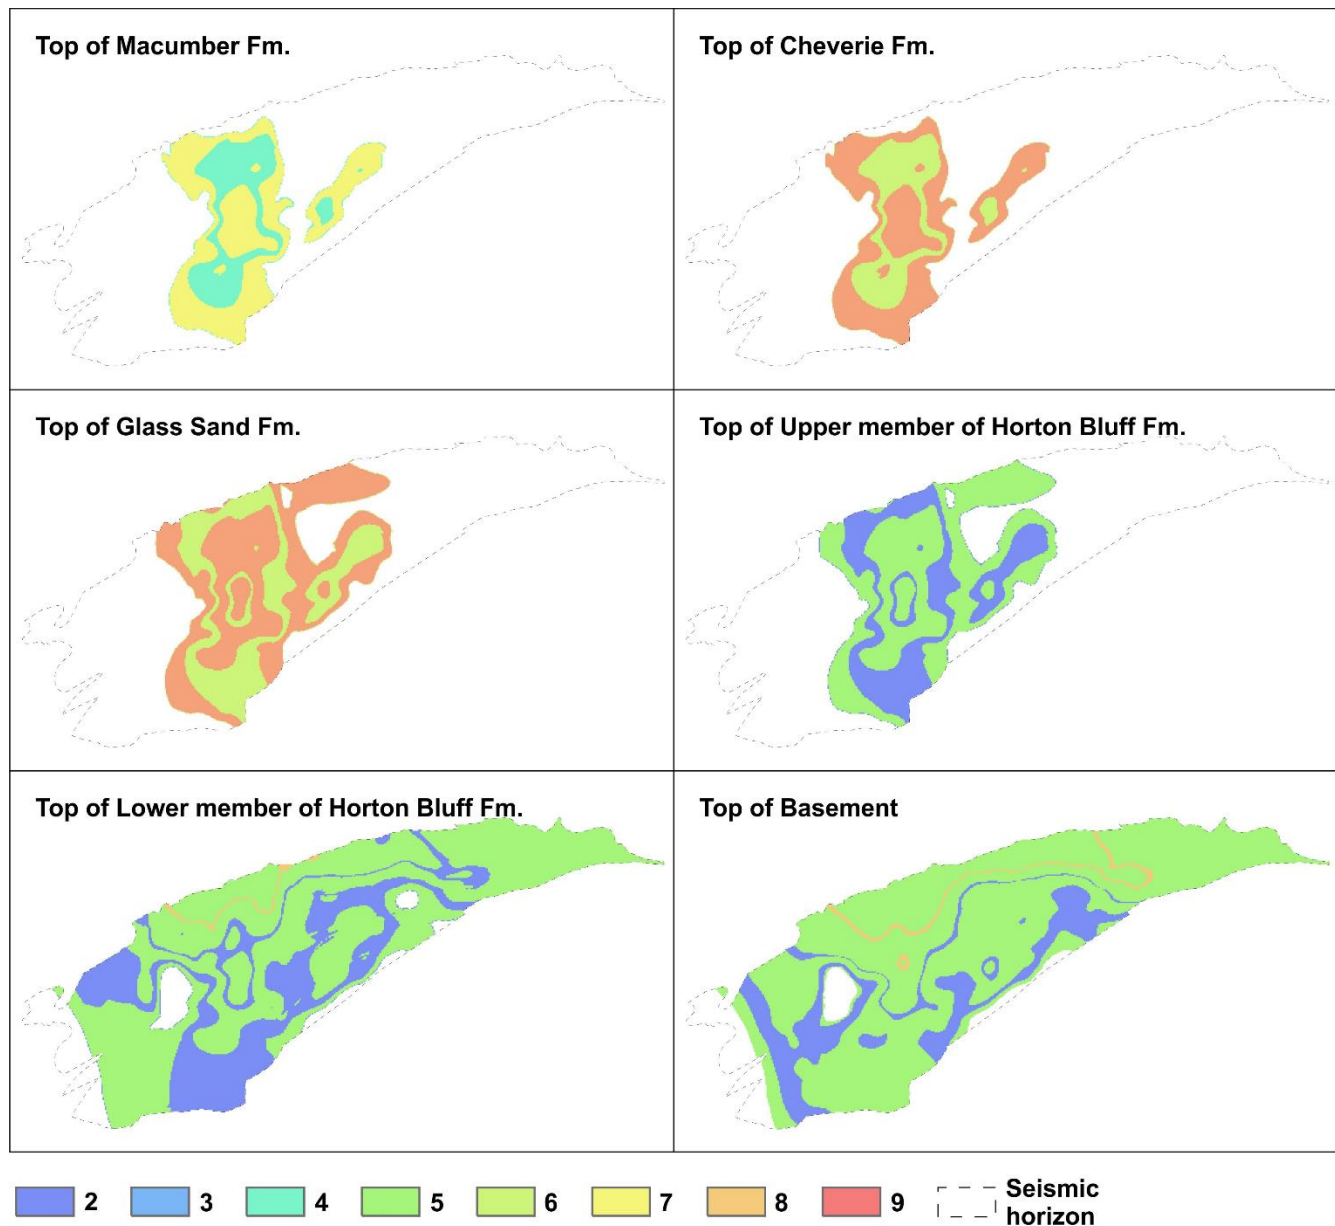 Top of Macumber Fm.
Top of Cheverie Fm.
Top of Glass Sand Fm.
Top of Upper member of Horton Bluff Fm.
Top of Lower member of Horton Bluff Fm.
Top of Basement
2 3 4 5 6 7 8 9 Seismic
horizon